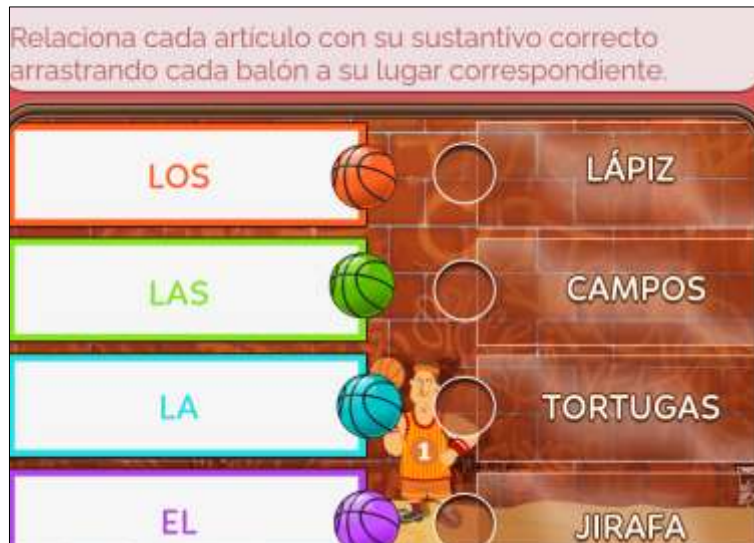 Relaciona cada artículo con su sustantivo correcto
arrastrando cada balón a su lugar correspondiente.
LOS
LÁPIZ
LAS
CAMPOS
LA
TORTUGAS
1
EL
JIRAFA